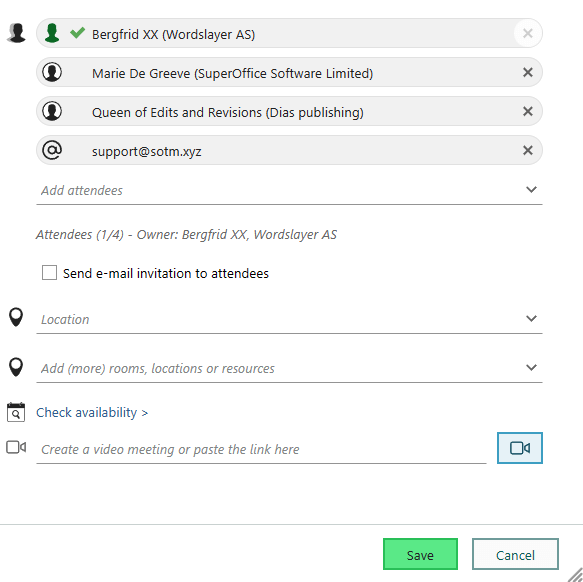 Bergfrid XX (Wordslayer AS)
Marie De Greeve (SuperOffice Software Limited)
Queen of Edits and Revisions (Dias publishing)
support@sotm.xyz
Add attendees
Attendees (1/4) - Owner: Bergfrid XX, Wordslayer AS
Send e-mail invitation to attendees
Location
Add (more) rooms, locations or resources
Check availability >
Create a video meeting or paste the link here
Save Cancel